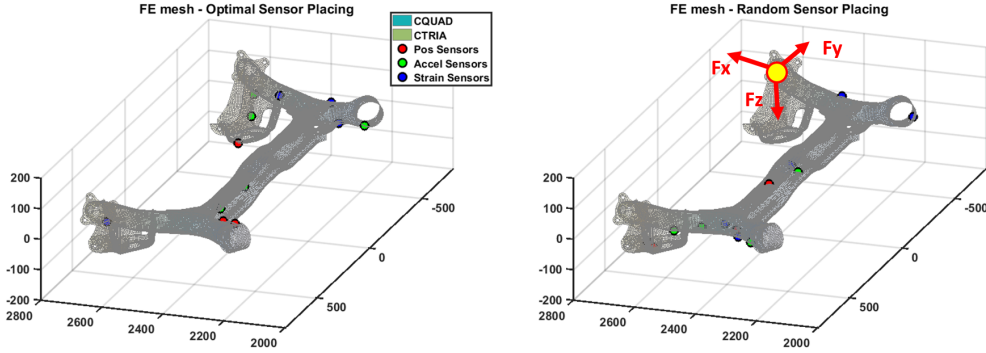 FE mesh - Optimal Sensor Placing
CQUAD
CTRIA
Pos Sensors
Accel Sensors
Strain Sensors
200
100
0
-100
-200
2800
2600
2400
2200
2000
500
0
-500
FE mesh - Random Sensor Placing
Fx
Fy
Fz
200
100
0
-100
-200
2800
2600
2400
2200
2000
500
0
-500